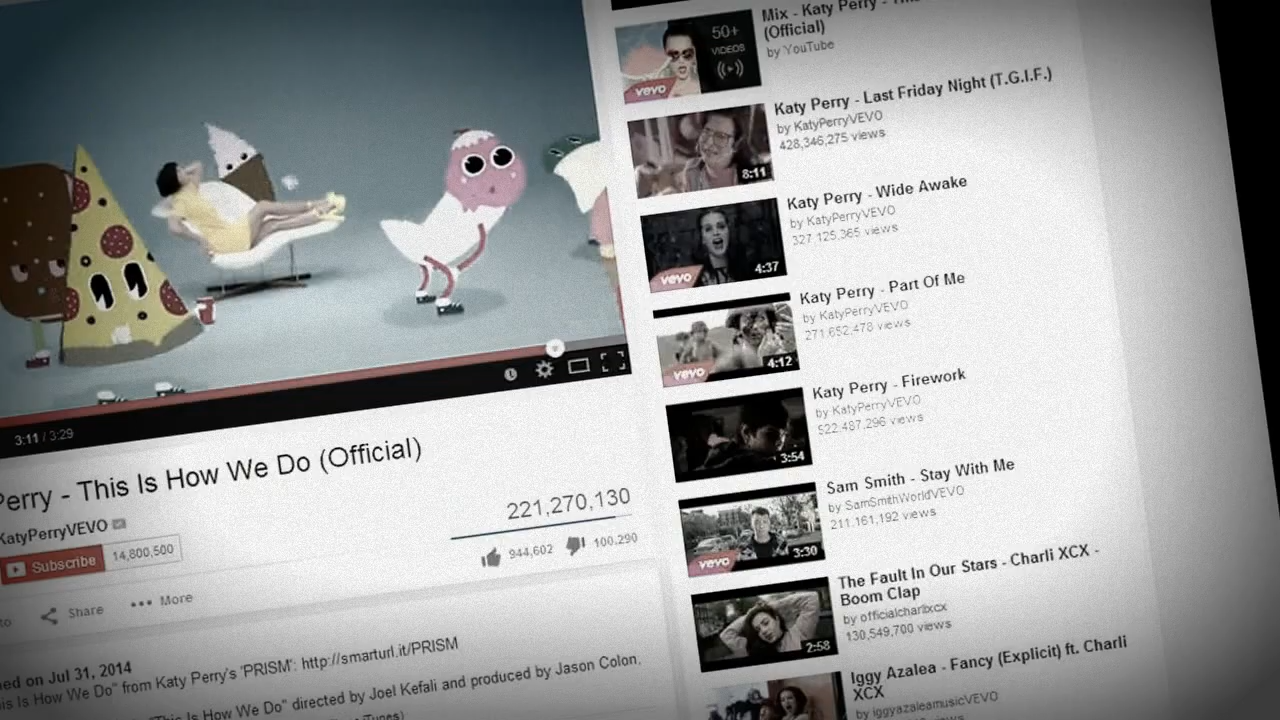 3:11 / 3:29
Perry - This Is How We Do (Official)
KatyPerryVEVO
Subscribe 14,800,500
221,270,130
944,602 100,290
to Share More
ed on Jul 31, 2014
is Is How We Do" from Katy Perry's 'PRISM': http://smarturl.it/PRISM
"This Is How We Do" directed by Joel Kefali and produced by Jason Colon.
Mix - Katy Perry -
(Official)
by YouTube
50+
VIDEOS
vevo
Katy Perry - Last Friday Night (T.G.I.F.)
by KatyPerryVEVO
428,346,275 views
8:11
Katy Perry - Wide Awake
by KatyPerryVEVO
327,125,365 views
4:37
vevo
Katy Perry - Part Of Me
by KatyPerryVEVO
271,652,478 views
4:12
vevo
Katy Perry - Firework
by KatyPerryVEVO
522,487,296 views
3:54
Sam Smith - Stay With Me
by SamSmithWorldVEVO
211,161,192 views
3:30
vevo
The Fault In Our Stars - Charli XCX -
Boom Clap
by officialcharlixcx
130,549,700 views
2:58
Iggy Azalea - Fancy (Explicit) ft. Charli
XCX
by iggyazaleamusicVEVO